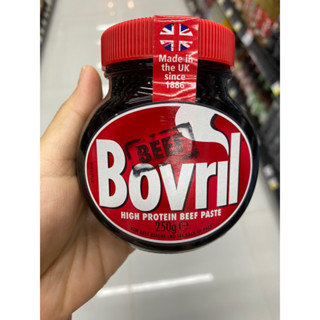 Made in
the UK
since
1886
BEEF
Bovril
HIGH PROTEIN BEEF PASTE
250g ℮